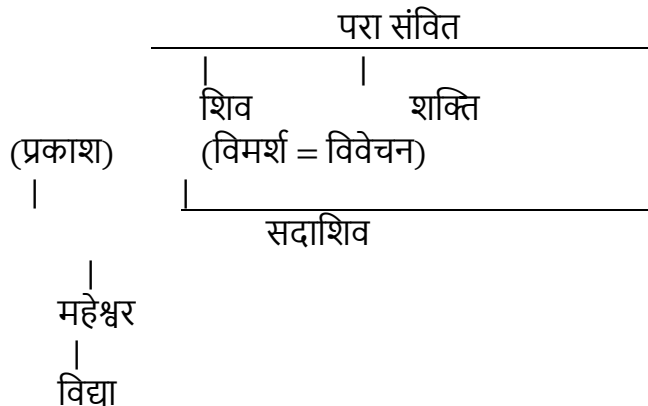 परा संवित
शिव शक्ति
(प्रकाश) (विमर्श = विवेचन)
सदाशिव
महेश्वर
विद्या